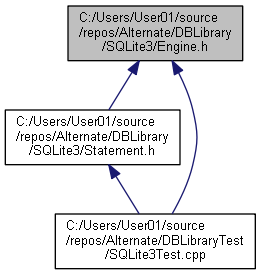 C:/Users/User01/source
/repos/Alternate/DBLibrary
/SQLite3/Engine.h
C:/Users/User01/source
/repos/Alternate/DBLibrary
/SQLite3/Statement.h
C:/Users/User01/source
/repos/Alternate/DBLibraryTest
/SQLite3Test.cpp